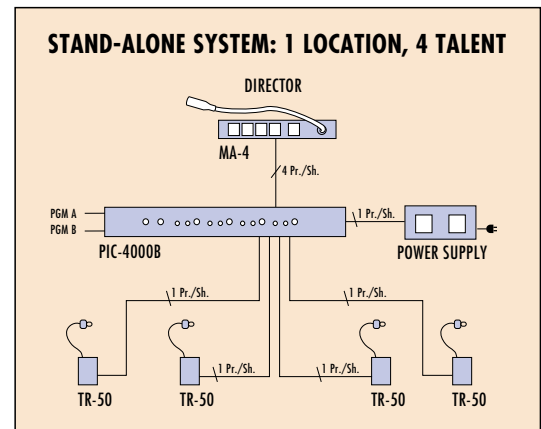 STAND-ALONE SYSTEM: 1 LOCATION, 4 TALENT
DIRECTOR
MA-4
4 Pr./Sh.
PGM A
PGM B
1 Pr./Sh.
PIC-4000B
POWER SUPPLY
1 Pr./Sh.
1 Pr./Sh.
1 Pr./Sh.
1 Pr./Sh.
TR-50
TR-50
TR-50
TR-50